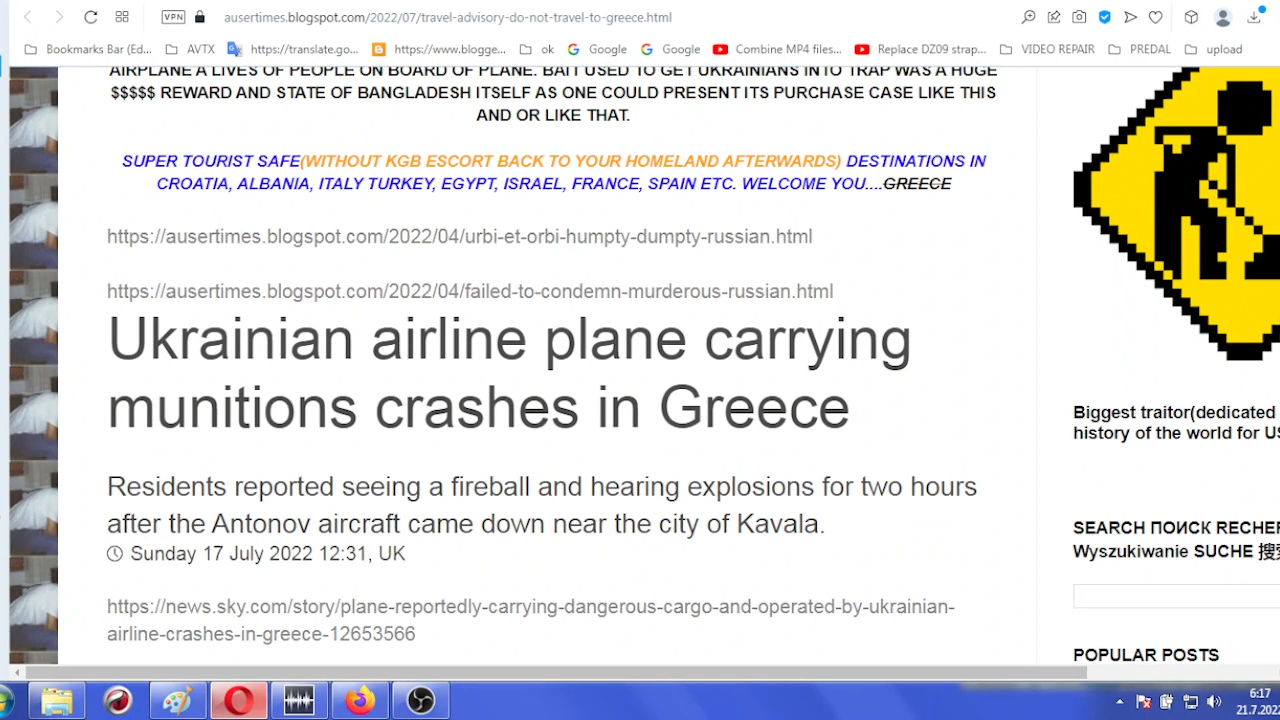 VPN
ausertimes.blogspot.com/2022/07/travel-advisory-do-not-travel-to-greece.html
Bookmarks Bar (Ed... AVTX https://translate.go... https://www.blogge... ok Google Google Combine MP4 files... Replace DZ09 strap... VIDEO REPAIR PREDAL upload
AIRPLANE A LIVES OF PEOPLE ON BOARD OF PLANE. BAIT USED TO GET UKRAINIANS INTO TRAP WAS A HUGE
$$$$$ REWARD AND STATE OF BANGLADESH ITSELF AS ONE COULD PRESENT ITS PURCHASE CASE LIKE THIS
AND OR LIKE THAT.
SUPER TOURIST SAFE(WITHOUT KGB ESCORT BACK TO YOUR HOMELAND AFTERWARDS) DESTINATIONS IN
CROATIA, ALBANIA, ITALY TURKEY, EGYPT, ISRAEL, FRANCE, SPAIN ETC. WELCOME YOU....GREECE
https://ausertimes.blogspot.com/2022/04/urbi-et-orbi-humpty-dumpty-russian.html
https://ausertimes.blogspot.com/2022/04/failed-to-condemn-murderous-russian.html
Ukrainian airline plane carrying
munitions crashes in Greece
Residents reported seeing a fireball and hearing explosions for two hours
after the Antonov aircraft came down near the city of Kavala.
Sunday 17 July 2022 12:31, UK
https://news.sky.com/story/plane-reportedly-carrying-dangerous-cargo-and-operated-by-ukrainian-
airline-crashes-in-greece-12653566
Biggest traitor(dedicated
history of the world for US
SEARCH ПОИСК RECHER
Wyszukiwanie SUCHE 搜
POPULAR POSTS
6:17
21.7.2022